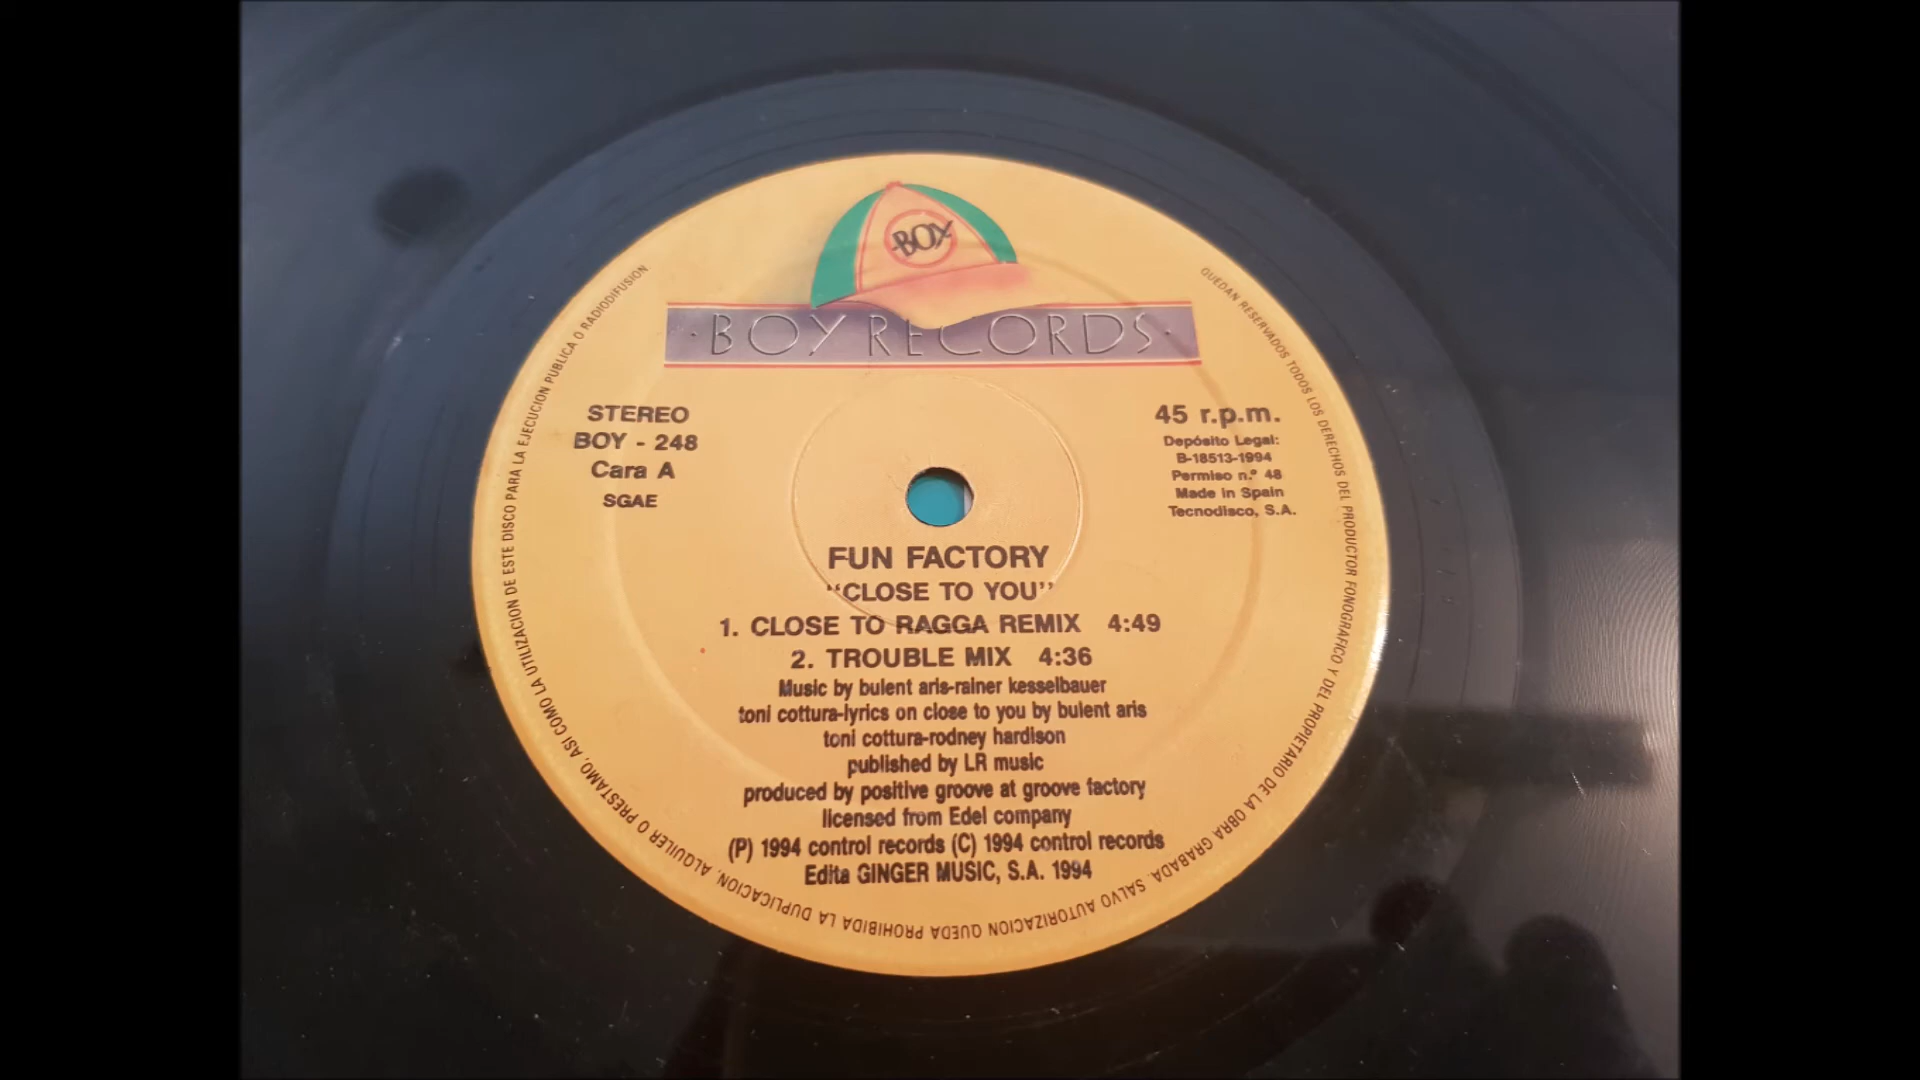 BOX
·BOY RECORDS·
STEREO
BOY - 248
Cara A
SGAE
45 r.p.m.
Depósito Legal:
B-18513-1994
Permiso n.º 48
Made in Spain
Tecnodisco, S.A.
FUN FACTORY
“CLOSE TO YOU”
1. CLOSE TO RAGGA REMIX 4:49
2. TROUBLE MIX 4:36
Music by bulent aris-rainer kesselbauer
toni cottura-lyrics on close to you by bulent aris
toni cottura-rodney hardison
published by LR music
produced by positive groove at groove factory
licensed from Edel company
(P) 1994 control records (C) 1994 control records
Edita GINGER MUSIC, S.A. 1994
QUEDAN RESERVADOS TODOS LOS DERECHOS DEL PRODUCTOR FONOGRAFICO Y DEL PROPIETARIO DE LA OBRA GRABADA. SALVO AUTORIZACION QUEDA PROHIBIDA LA DUPLICACION, ALQUILER O PRESTAMO, ASI COMO LA UTILIZACION DE ESTE DISCO PARA LA EJECUCION PUBLICA O RADIODIFUSION